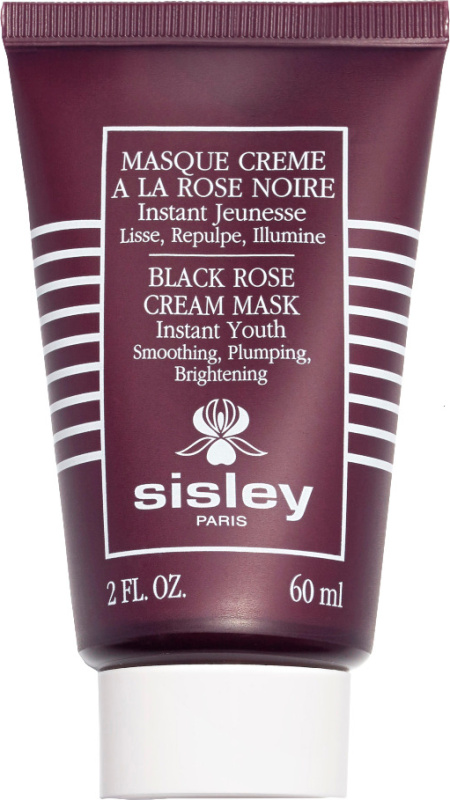 MASQUE CREME
A LA ROSE NOIRE
Instant Jeunesse
Lisse, Repulpe, Illumine
BLACK ROSE
CREAM MASK
Instant Youth
Smoothing, Plumping,
Brightening
sisley
PARIS
2 FL. OZ. 60 ml